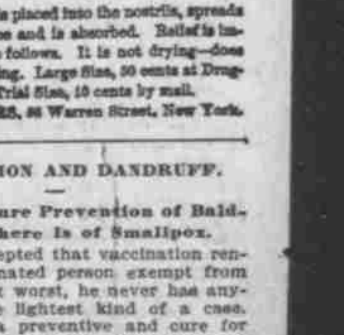 is placed into the nostrils, spreads
and is absorbed. Relief is im-
follows. It is not drying—does
ing. Large Size, 50 cents at Drug-
Trial Size, 10 cents by mail.
RS, 56 Warren Street, New York.
ION AND DANDRUFF.
ure Prevention of Bald-
here Is of Smallpox.
epted that vaccination ren-
nated person exempt from
t worst, he never has any-
e lightest kind of a case.
a preventive and cure for